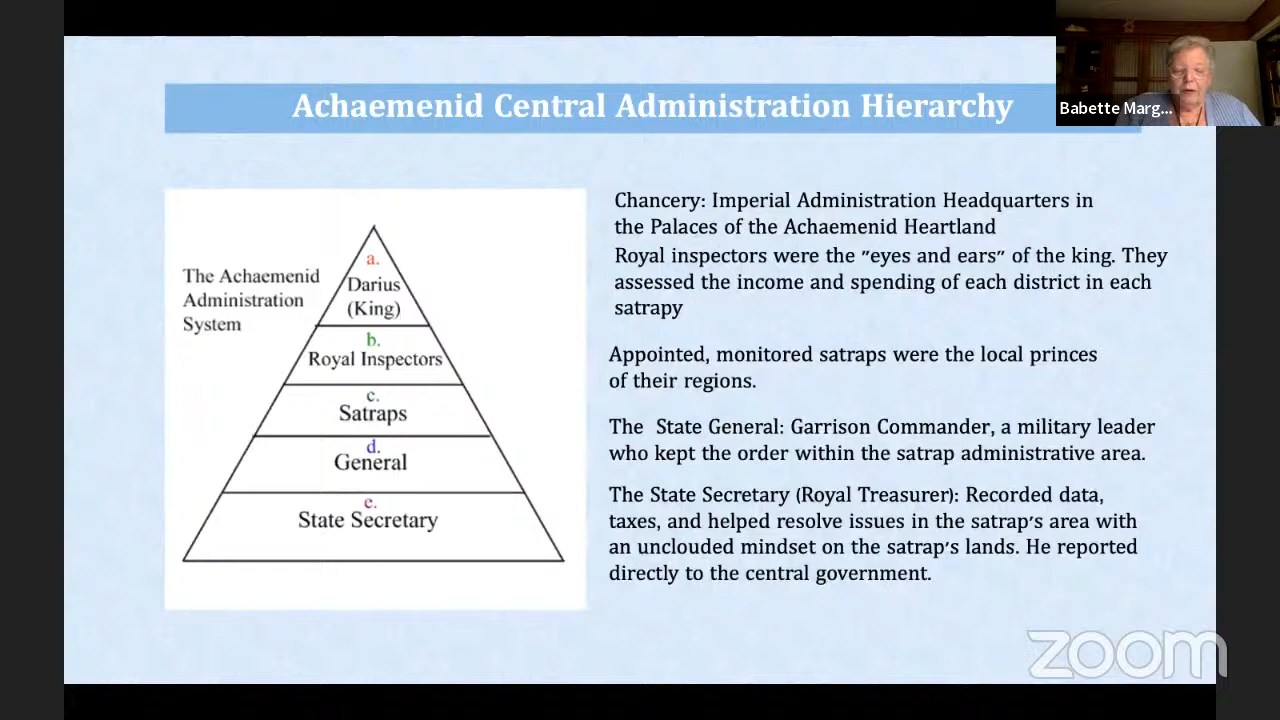 Achaemenid Central Administration Hierarchy
Babette Marg...
The Achaemenid
Administration
System
a.
Darius
(King)
b.
Royal Inspectors
c.
Satraps
d.
General
e.
State Secretary
Chancery: Imperial Administration Headquarters in
the Palaces of the Achaemenid Heartland
Royal inspectors were the "eyes and ears" of the king. They
assessed the income and spending of each district in each
satrapy
Appointed, monitored satraps were the local princes
of their regions.
The State General: Garrison Commander, a military leader
who kept the order within the satrap administrative area.
The State Secretary (Royal Treasurer): Recorded data,
taxes, and helped resolve issues in the satrap's area with
an unclouded mindset on the satrap's lands. He reported
directly to the central government.
zoom